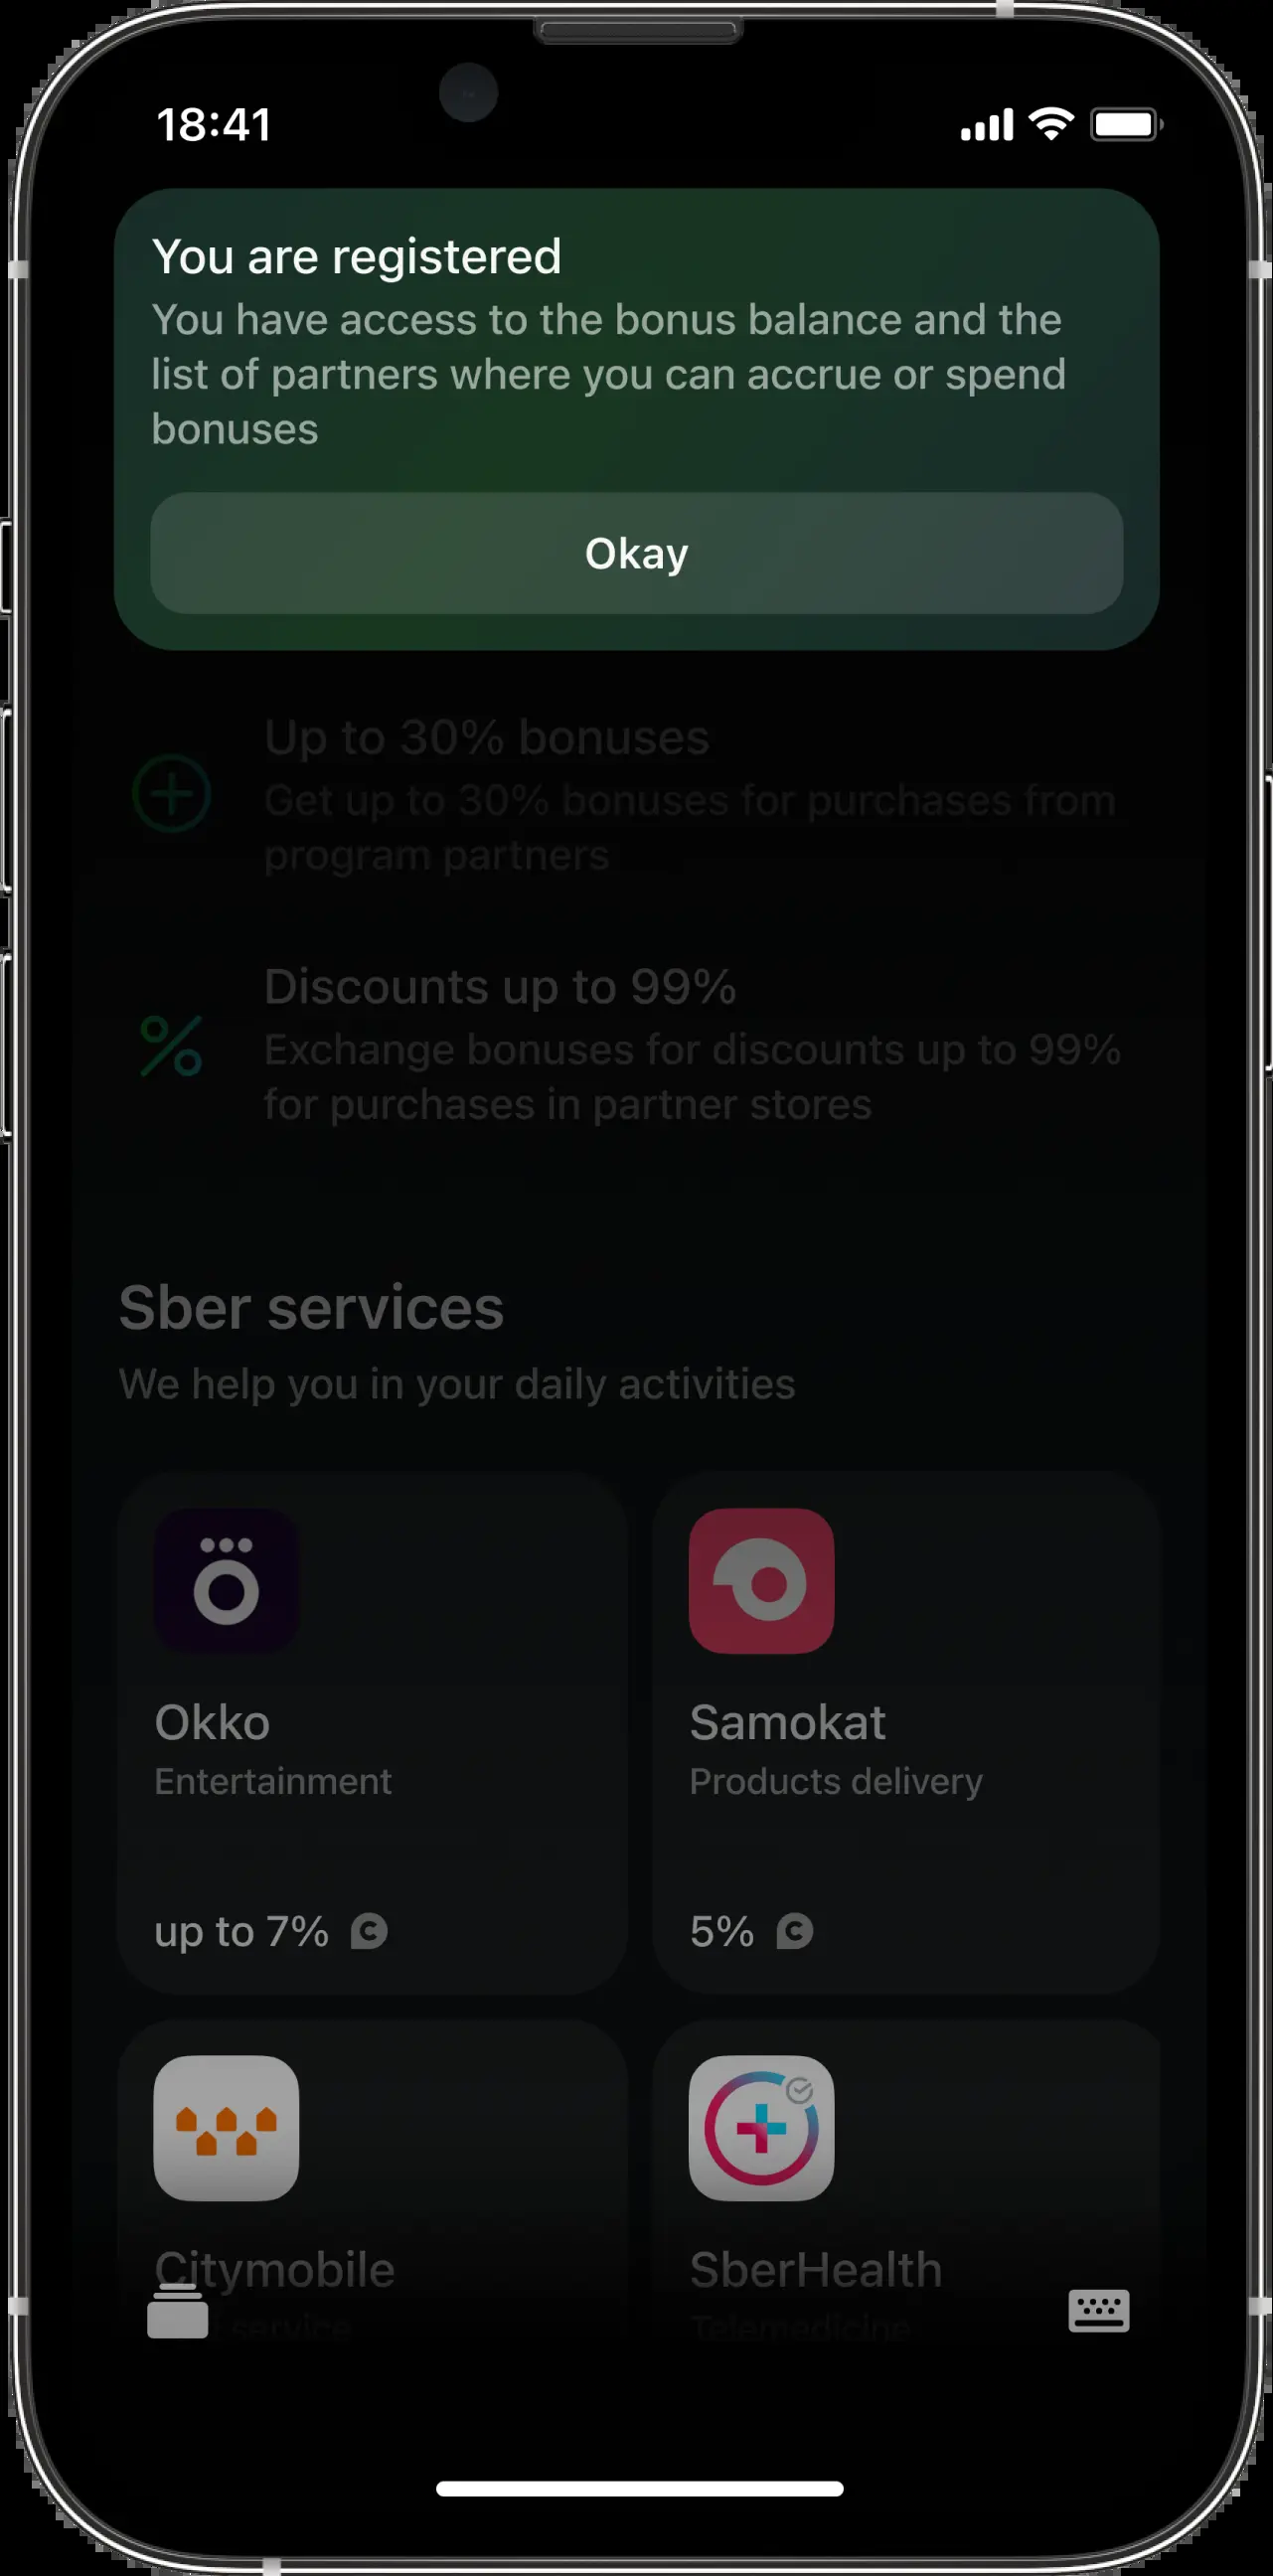 18:41
You are registered
You have access to the bonus balance and the
list of partners where you can accrue or spend
bonuses
Okay
Up to 30% bonuses
Get up to 30% bonuses for purchases from
program partners
Discounts up to 99%
Exchange bonuses for discounts up to 99%
for purchases in partner stores
Sber services
We help you in your daily activities
Okko
Entertainment
up to 7%
Samokat
Products delivery
5%
Citymobile
service
SberHealth
Telemedicine